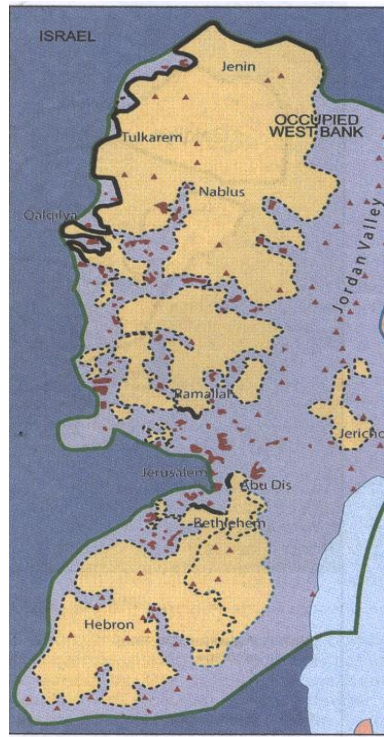 ISRAEL
Jenin
OCCUPIED
WEST BANK
Tulkarem
Nablus
Qalqilya
Jordan Valley
Ramallah
Jericho
Jerusalem
Abu Dis
Bethlehem
Hebron